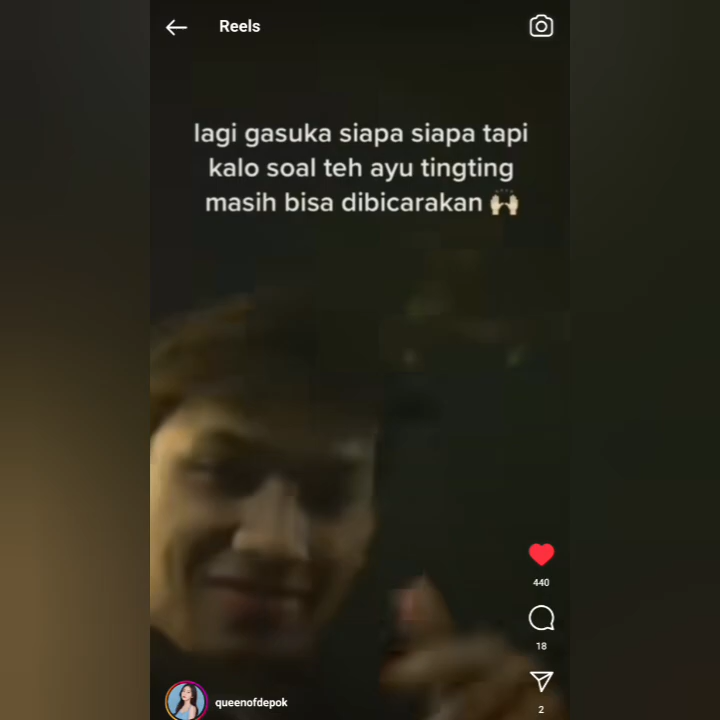 Reels
lagi gasuka siapa siapa tapi
kalo soal teh ayu tingting
masih bisa dibicarakan 🙌🏻
440
18
2
queenofdepok